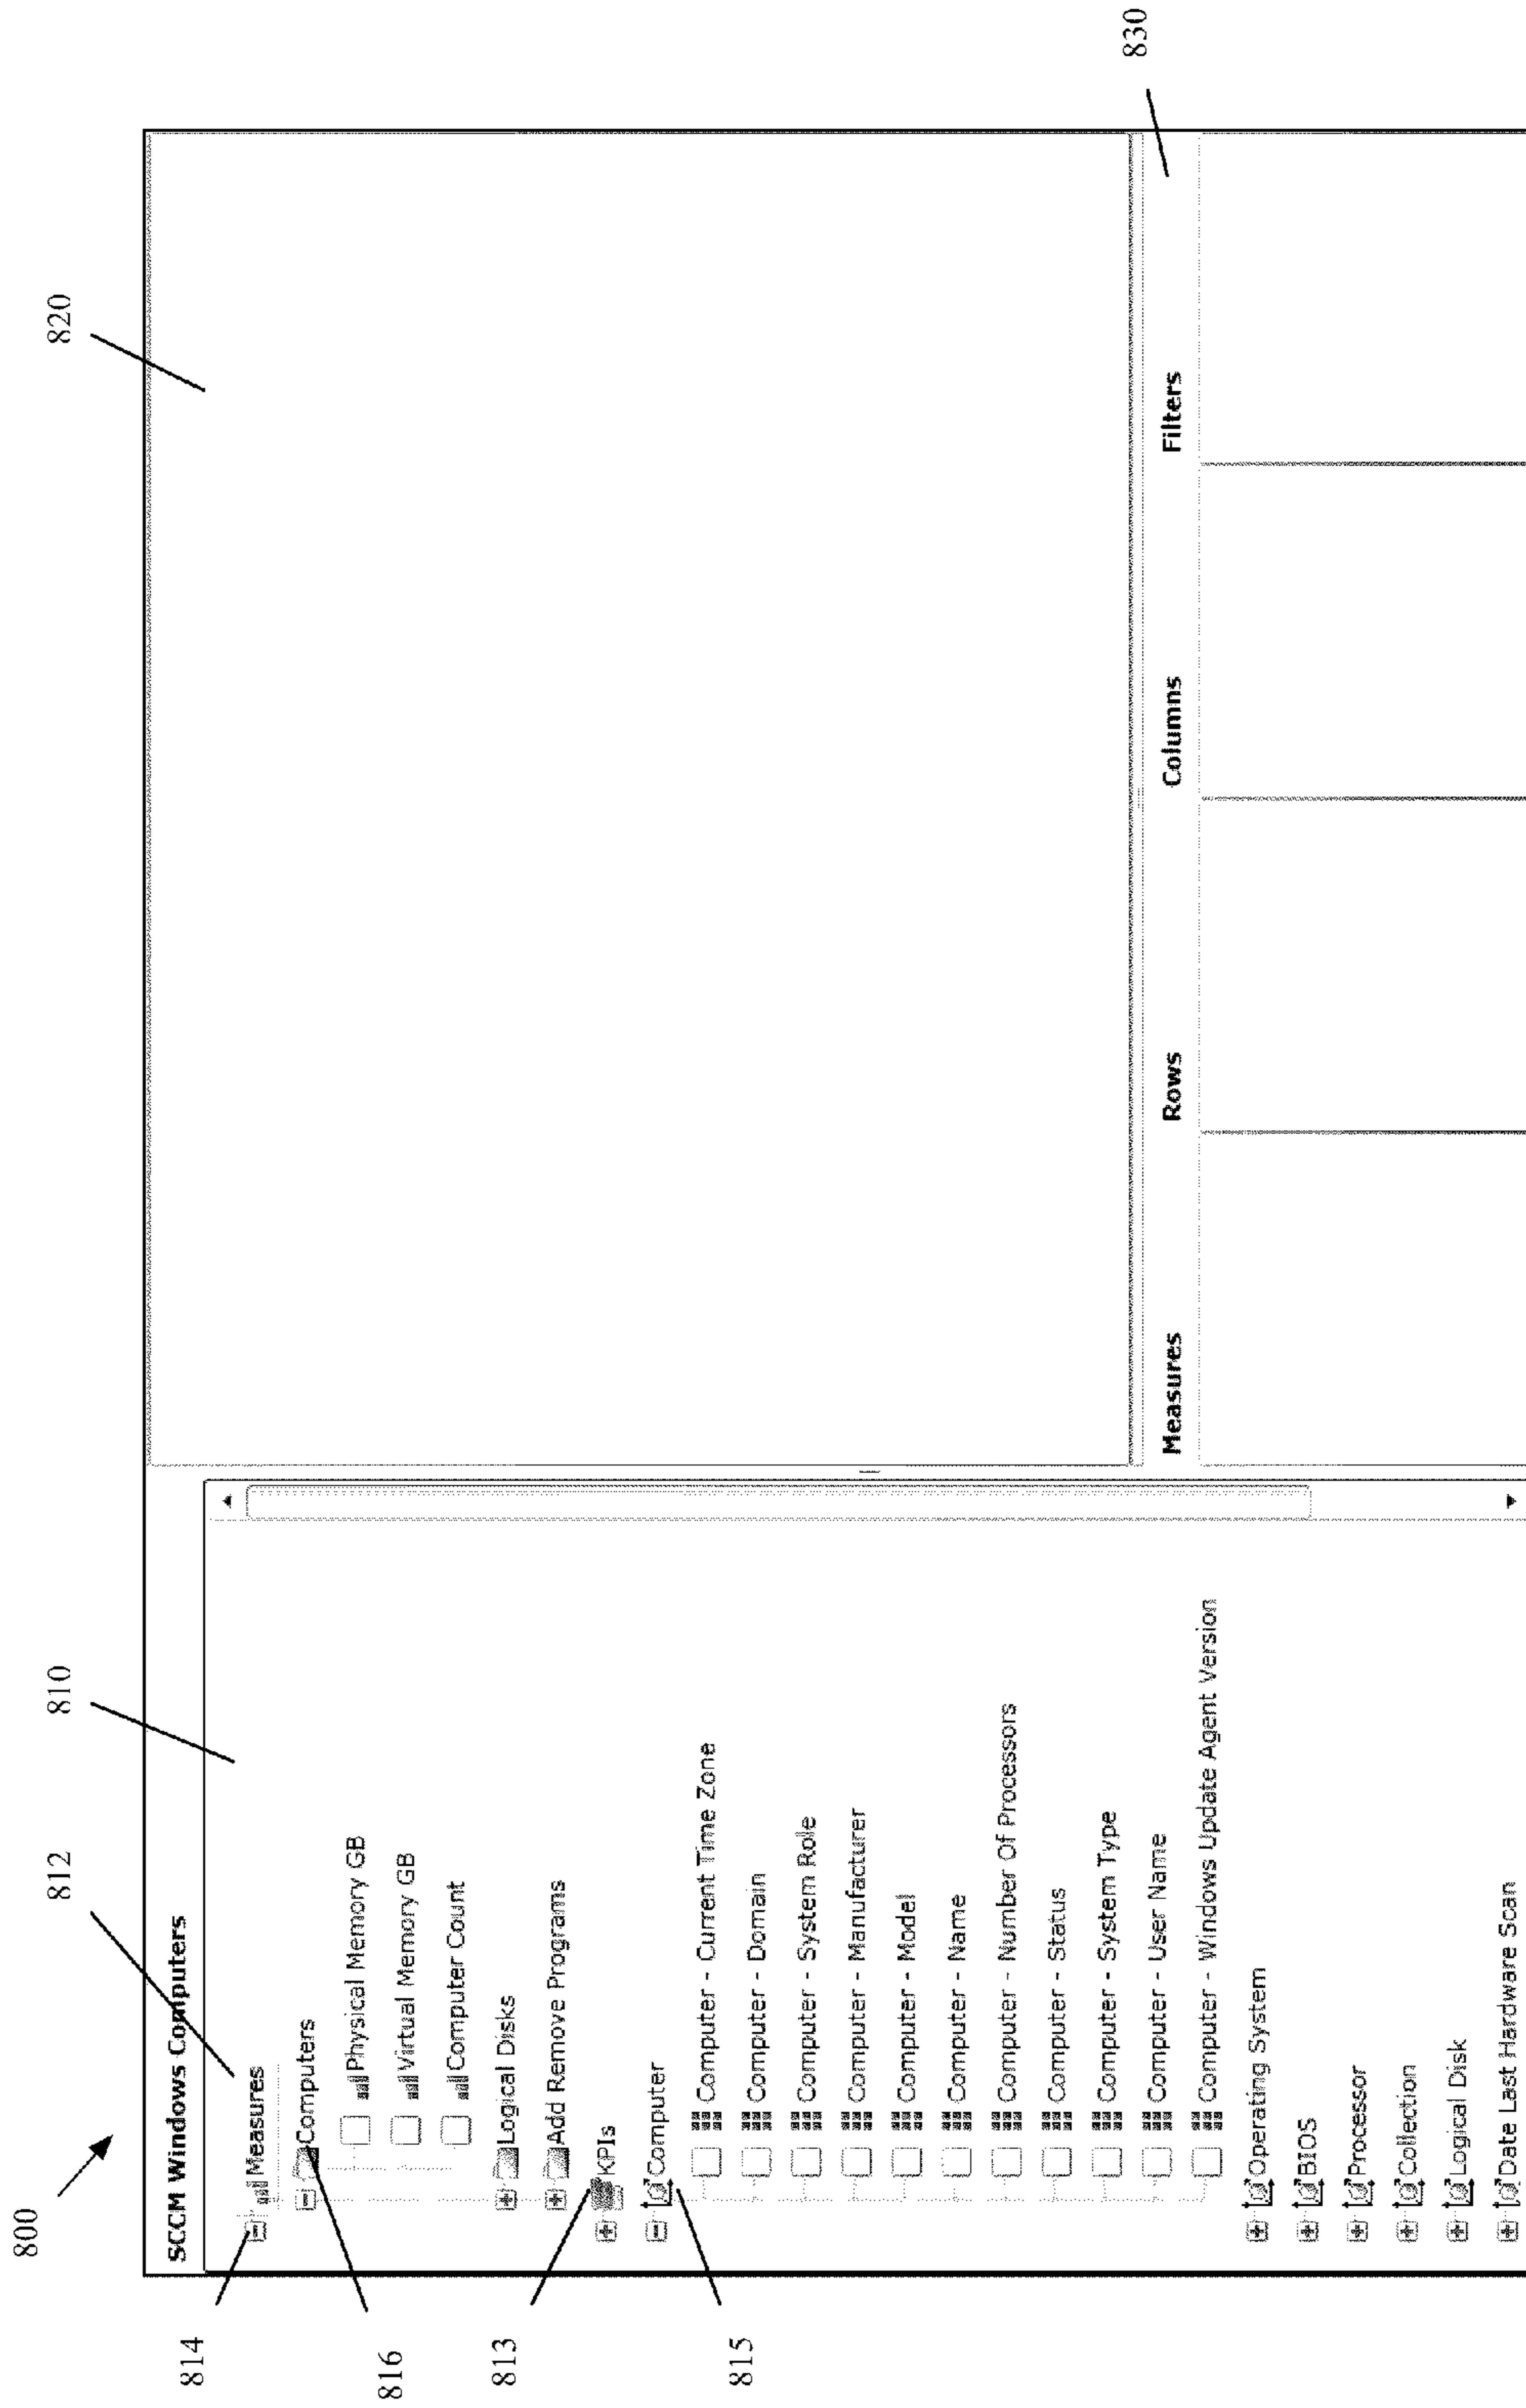 800
812
810
820
814
816
813
815
SCCM Windows Computers
Measures
Computers
Physical Memory GB
Virtual Memory GB
Computer Count
Logical Disks
Add Remove Programs
KPIs
Computer
Computer - Current Time Zone
Computer - Domain
Computer - System Role
Computer - Manufacturer
Computer - Model
Computer - Name
Computer - Number Of Processors
Computer - Status
Computer - System Type
Computer - User Name
Computer - Windows Update Agent Version
Operating System
BIOS
Processor
Collection
Logical Disk
Date Last Hardware Scan
Measures
Rows
Columns
Filters
830